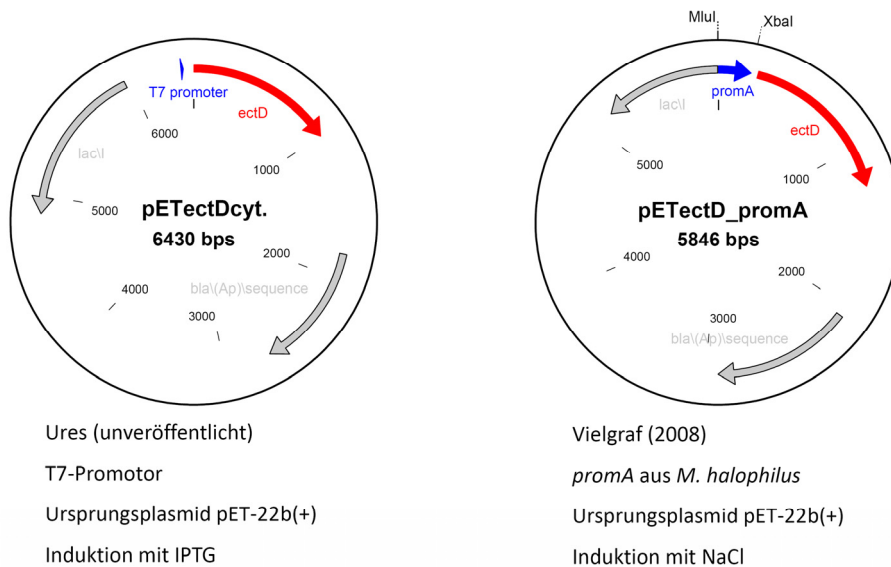 T7 promoter
ectD
6000
lac\I
1000
5000
pETectDcyt.
6430 bps
2000
bla\(Ap)\sequence
4000
3000
Ures (unveröffentlicht)
T7-Promotor
Ursprungsplasmid pET-22b(+)
Induktion mit IPTG
MluI
XbaI
promA
lac\I
ectD
5000
1000
pETectD_promA
5846 bps
4000
2000
3000
bla\(Ap)\sequence
Vielgraf (2008)
promA aus M. halophilus
Ursprungsplasmid pET-22b(+)
Induktion mit NaCl